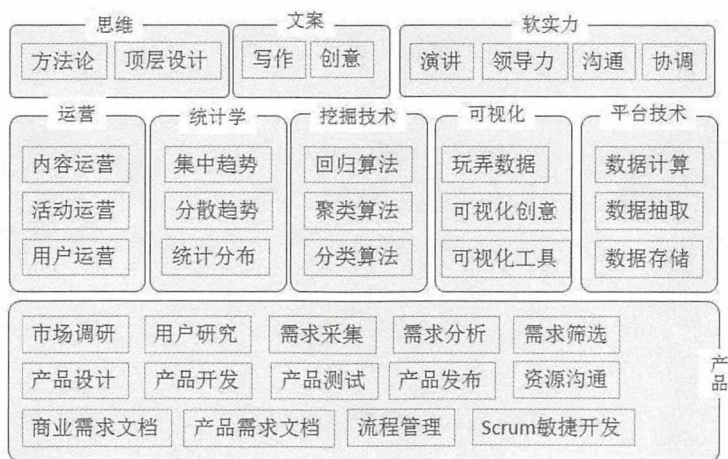 思维 文案 软实力
方法论 顶层设计 写作 创意 演讲 领导力 沟通 协调
运营 统计学 挖掘技术 可视化 平台技术
内容运营 集中趋势 回归算法 玩弄数据 数据计算
活动运营 分散趋势 聚类算法 可视化创意 数据抽取
用户运营 统计分布 分类算法 可视化工具 数据存储
市场调研 用户研究 需求采集 需求分析 需求筛选
产品
产品设计 产品开发 产品测试 产品发布 资源沟通
商业需求文档 产品需求文档 流程管理 Scrum敏捷开发